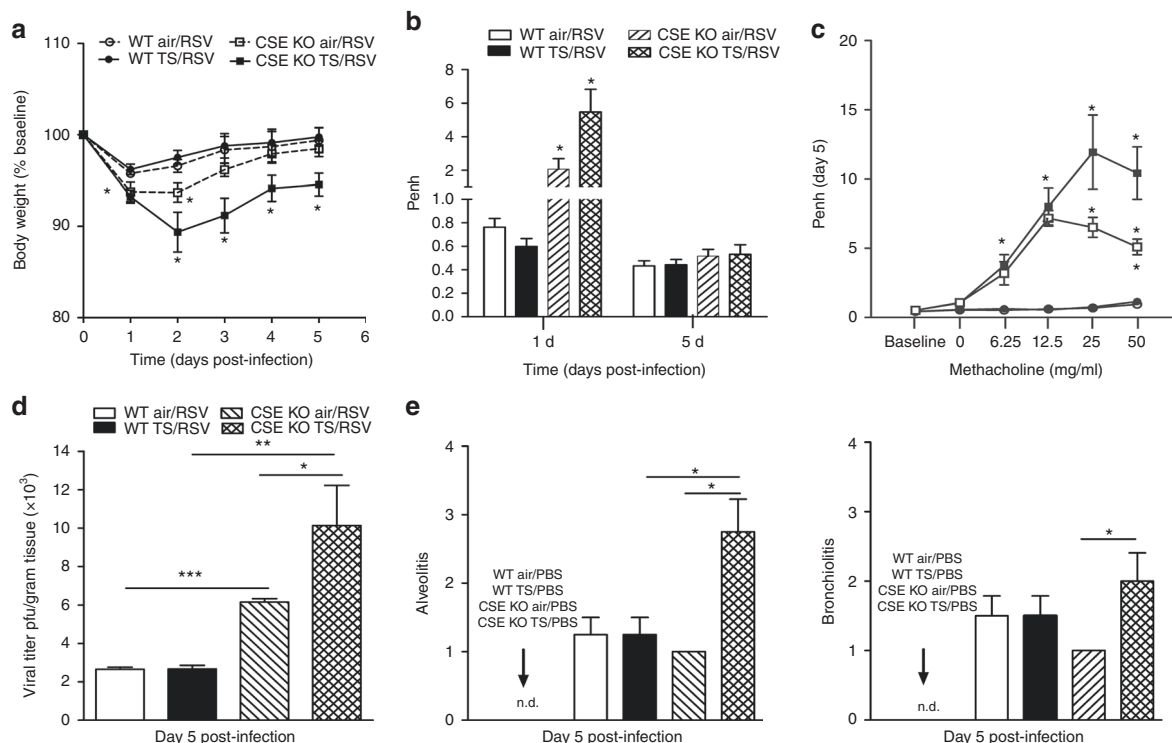 a
110
WT air/RSV
CSE KO air/RSV
WT TS/RSV
CSE KO TS/RSV
Body weight (% bsaeline)
100
90
80
*
*
*
*
*
*
0 1 2 3 4 5 6
Time (days post-infection)
b
WT air/RSV
CSE KO air/RSV
WT TS/RSV
CSE KO TS/RSV
Penh
8
6
4
2
0.8
0.6
0.4
0.2
0.0
*
*
1 d 5 d
Time (days post-infection)
c
Penh (day 5)
20
15
10
5
0
*
*
*
*
*
*
*
Baseline 0 6.25 12.5 25 50
Methacholine (mg/ml)
d
WT air/RSV
CSE KO air/RSV
WT TS/RSV
CSE KO TS/RSV
Viral titer pfu/gram tissue (×10³)
14
12
10
8
6
4
2
0
**
*
***
Day 5 post-infection
e
Alveolitis
4
3
2
1
0
*
*
WT air/PBS
WT TS/PBS
CSE KO air/PBS
CSE KO TS/PBS
n.d.
Day 5 post-infection
Bronchiolitis
4
3
2
1
0
*
WT air/PBS
WT TS/PBS
CSE KO air/PBS
CSE KO TS/PBS
n.d.
Day 5 post-infection